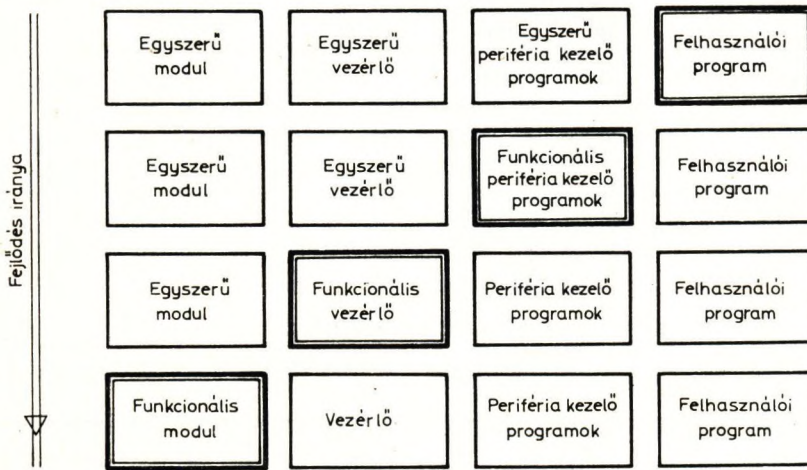 Fejlődés iránya
Egyszerű
modul
Egyszerű
vezérlő
Egyszerű
periféria kezelő
programok
Felhasználói
program
Egyszerű
modul
Egyszerű
vezérlő
Funkcionális
periféria kezelő
programok
Felhasználói
program
Egyszerű
modul
Funkcionális
vezérlő
Periféria kezelő
programok
Felhasználói
program
Funkcionális
modul
Vezérlő
Periféria kezelő
programok
Felhasználói
program